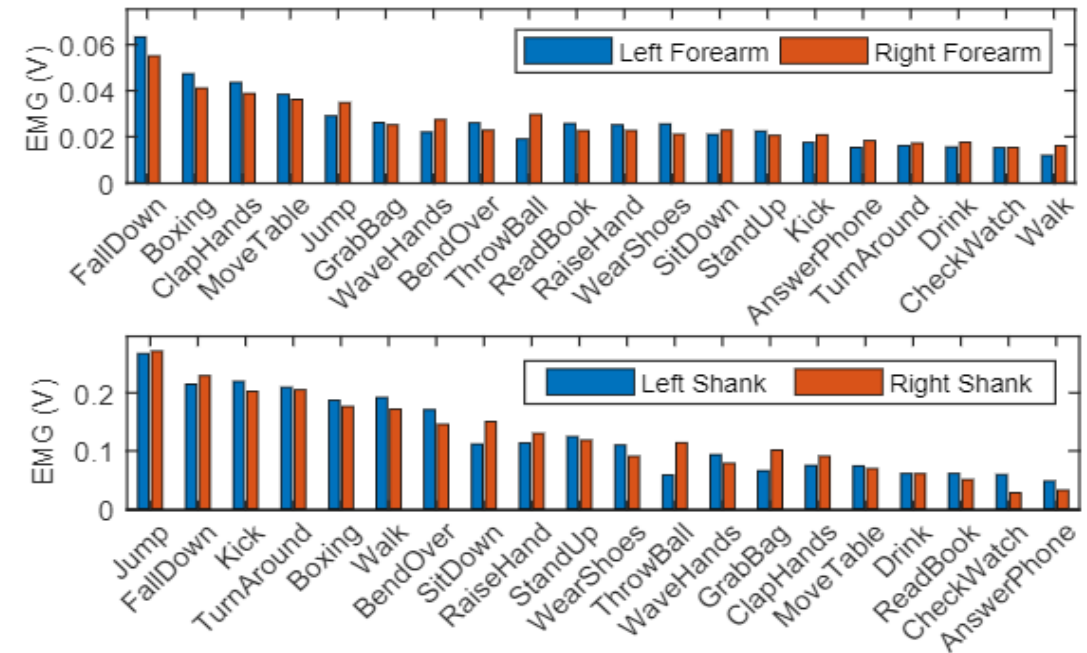 EMG (V)
0.06
0.04
0.02
0
Left Forearm Right Forearm
FallDown Boxing ClapHands MoveTable Jump GrabBag WaveHands BendOver ThrowBall ReadBook RaiseHand WearShoes SitDown StandUp Kick AnswerPhone TurnAround Drink CheckWatch Walk
EMG (V)
0.2
0.1
0
Left Shank Right Shank
Jump FallDown Kick TurnAround Boxing Walk BendOver SitDown RaiseHand StandUp WearShoes ThrowBall WaveHands GrabBag ClapHands MoveTable Drink ReadBook CheckWatch AnswerPhone